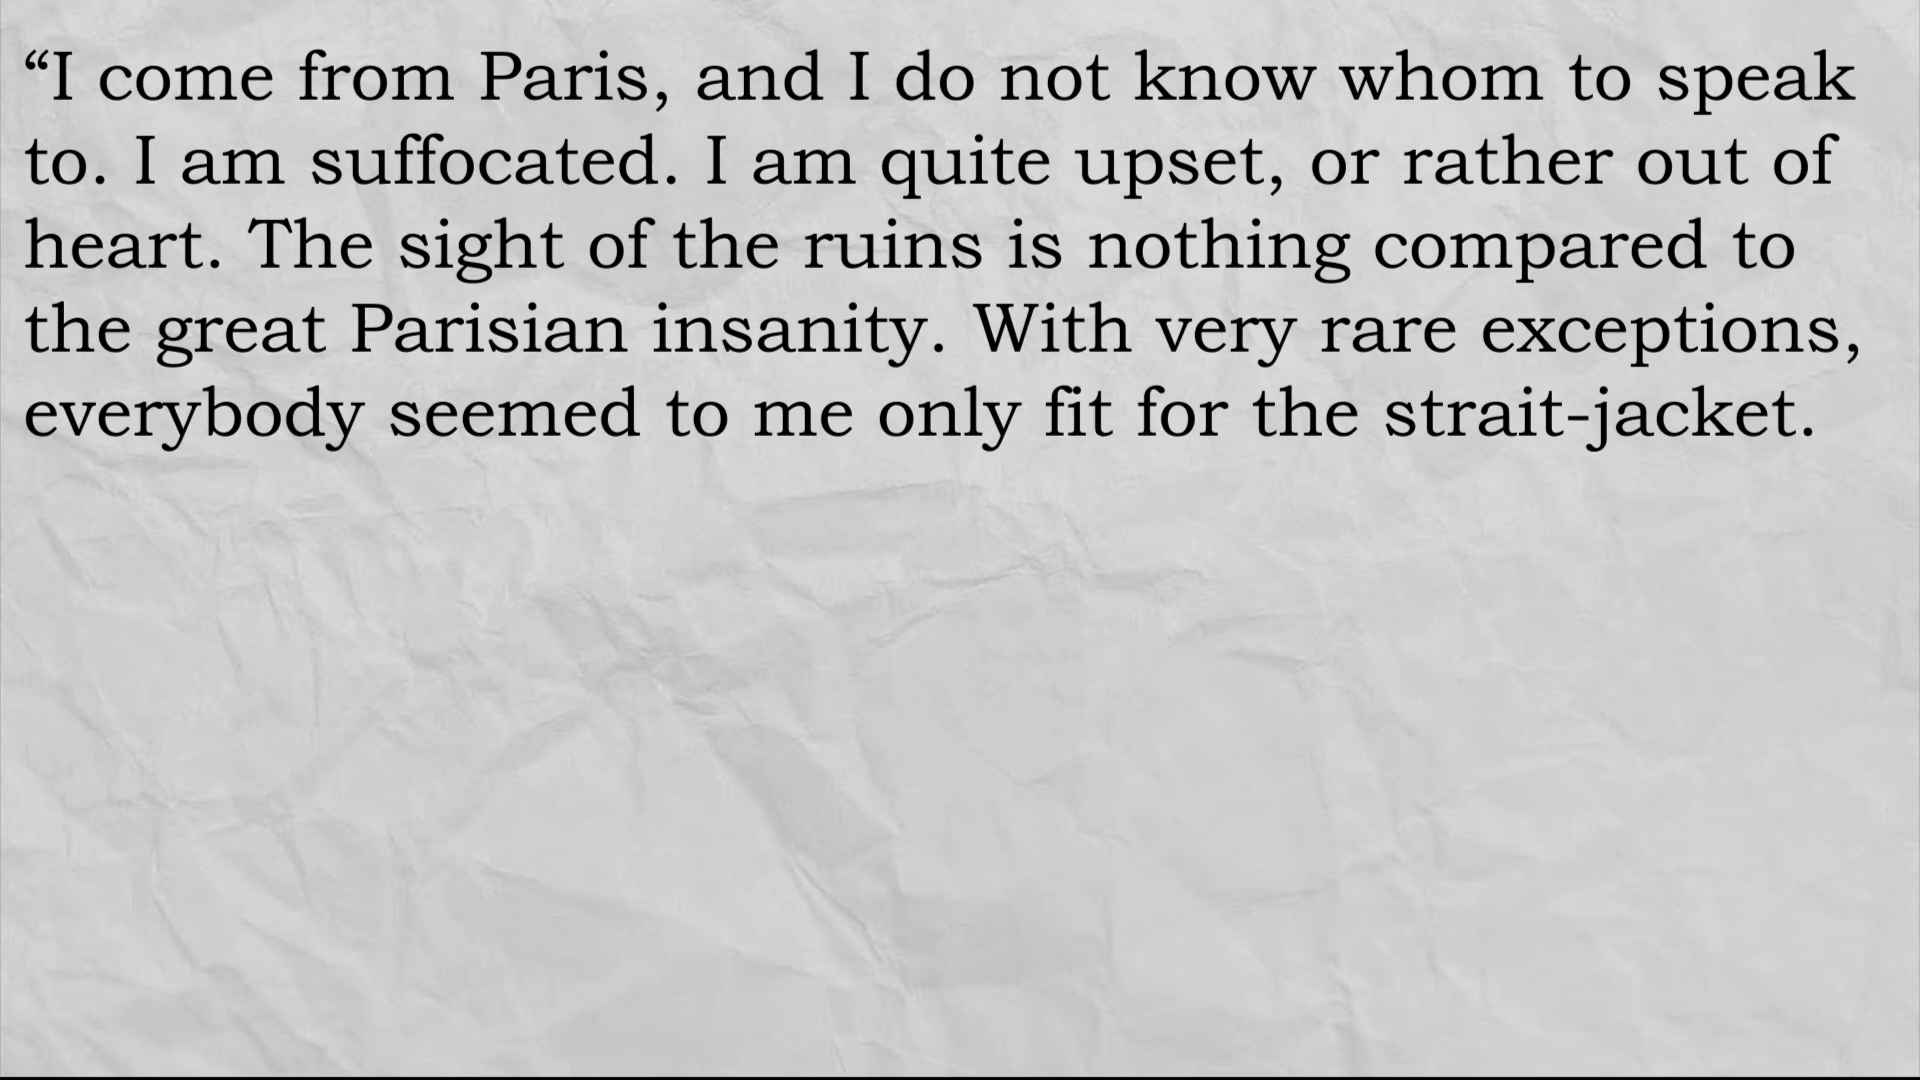 “I come from Paris, and I do not know whom to speak
to. I am suffocated. I am quite upset, or rather out of
heart. The sight of the ruins is nothing compared to
the great Parisian insanity. With very rare exceptions,
everybody seemed to me only fit for the strait-jacket.